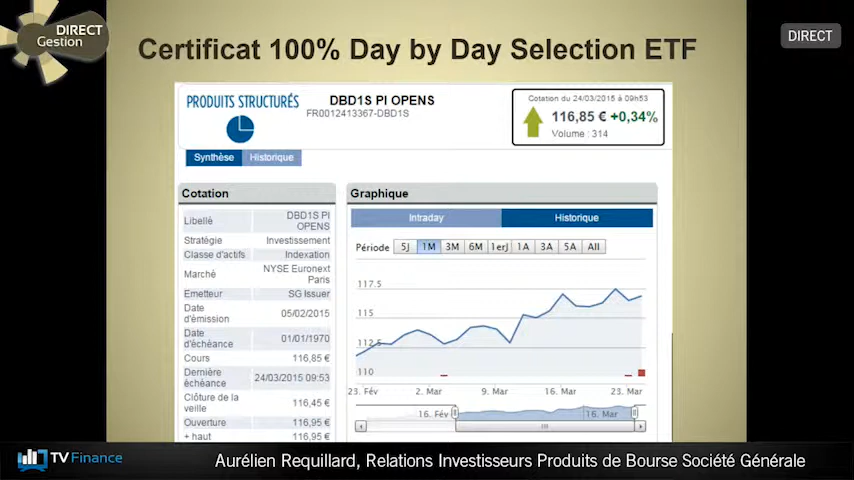 DIRECT
Gestion
Certificat 100% Day by Day Selection ETF
DIRECT
PRODUITS STRUCTURÉS
DBD1S PI OPENS
FR0012413367-DBD1S
Cotation du 24/03/2015 à 09h53
116,85 € +0,34%
Volume : 314
Synthèse
Historique
Cotation
Libellé
DBD1S PI
OPENS
Stratégie
Investissement
Classe d'actifs
Indexation
Marché
NYSE Euronext
Paris
Emetteur
SG Issuer
Date
d'émission
05/02/2015
Date
d'échéance
01/01/1970
Cours
116,85 €
Dernière
échéance
24/03/2015 09:53
Clôture de la
veille
116,45 €
Ouverture
116,95 €
+ haut
116,95 €
Graphique
Intraday
Historique
Période
5J
1M
3M
6M
1erJ
1A
3A
5A
All
117.5
115
112.5
110
23. Fév
2. Mar
9. Mar
16. Mar
23. Mar
16. Fév
16. Mar
TV Finance
Aurélien Requillard, Relations Investisseurs Produits de Bourse Société Générale